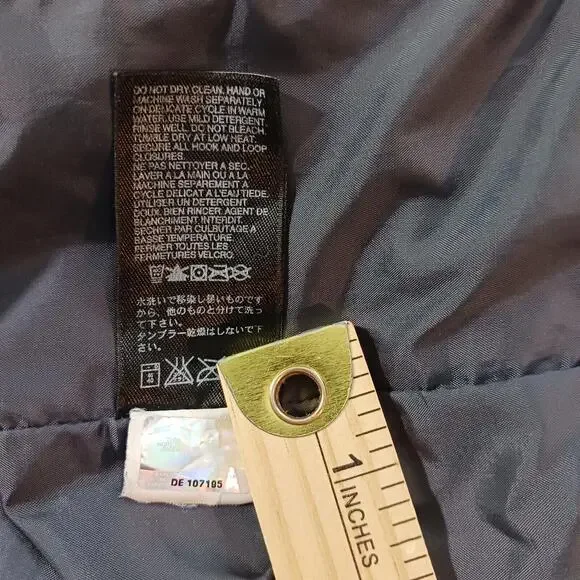 DO NOT DRY CLEAN. HAND OR
MACHINE WASH SEPARATELY
ON DELICATE CYCLE IN WARM
WATER. USE MILD DETERGENT.
RINSE WELL. DO NOT BLEACH.
TUMBLE DRY AT LOW HEAT.
SECURE ALL HOOK AND LOOP
CLOSURES.
NE PAS NETTOYER A SEC.
LAVER A LA MAIN OU A LA
MACHINE SEPAREMENT A
CYCLE DELICAT A L'EAU TIEDE.
UTILISER UN DETERGENT
DOUX. BIEN RINCER. AGENT DE
BLANCHIMENT INTERDIT.
SECHER PAR CULBUTAGE A
BASSE TEMPERATURE.
FERMER TOUTES LES
FERMETURES VELCRO.
水洗いで移染し易いものです
から、他のものと分けて洗っ
て下さい。
タンブラー乾燥はしないで下
さい。
DE 107195
1
INCHES